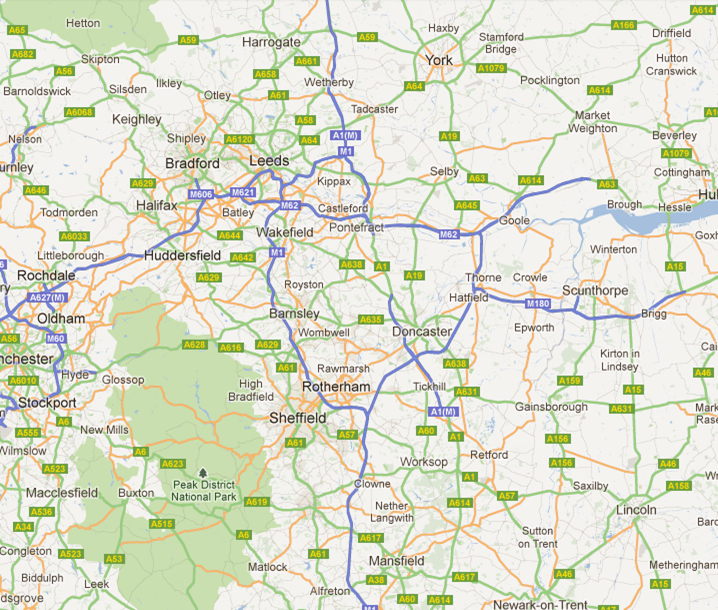 Hetton
A65
A59
A59
Haxby
Stamford
Bridge
A166
Driffield
A614
A682
Skipton
Harrogate
A661
York
A1079
Hutton
Cranswick
A56
Barnoldswick
Silsden
Ilkley
A658
Wetherby
A64
Pocklington
A614
A6068
Otley
A61
Tadcaster
Keighley
A58
Market
Weighton
Nelson
Shipley
A6120
A64
A1(M)
A19
Beverley
Bradford
Leeds
M1
A1079
A646
A629
M606
M621
Kippax
Selby
A63
A614
A63
Cottingham
Halifax
Batley
M62
Castleford
A645
Brough
Hessle
Todmorden
Goole
A6033
A644
Wakefield
Pontefract
M62
Littleborough
Huddersfield
A642
M1
Winterton
Rochdale
A629
A638
A1
A19
Thorne
Crowle
A15
A627(M)
Royston
Hatfield
M180
Scunthorpe
Oldham
Barnsley
A635
Epworth
Brigg
A56
M60
Wombwell
Doncaster
A628
A616
A629
Kirton in
Lindsey
Hyde
Glossop
A61
Rawmarsh
A638
A46
A6010
High
Bradfield
Rotherham
Tickhill
A631
A159
A15
Stockport
Sheffield
A1(M)
Gainsborough
A631
A6
A555
New Mills
A61
A57
A60
A1
A156
Wilmslow
A6
A623
Worksop
Retford
A156
A46
A523
A1
A158
Macclesfield
Buxton
Peak District
National Park
Clowne
Saxilby
A536
A619
Nether
Langwith
A614
A57
Lincoln
A34
A515
A6
A617
Sutton
on Trent
Congleton
A523
A53
A61
Mansfield
Metheringham
Biddulph
Leek
Matlock
Alfreton
A38
A617
A46
A15
A60
A614
Newark-on-Trent